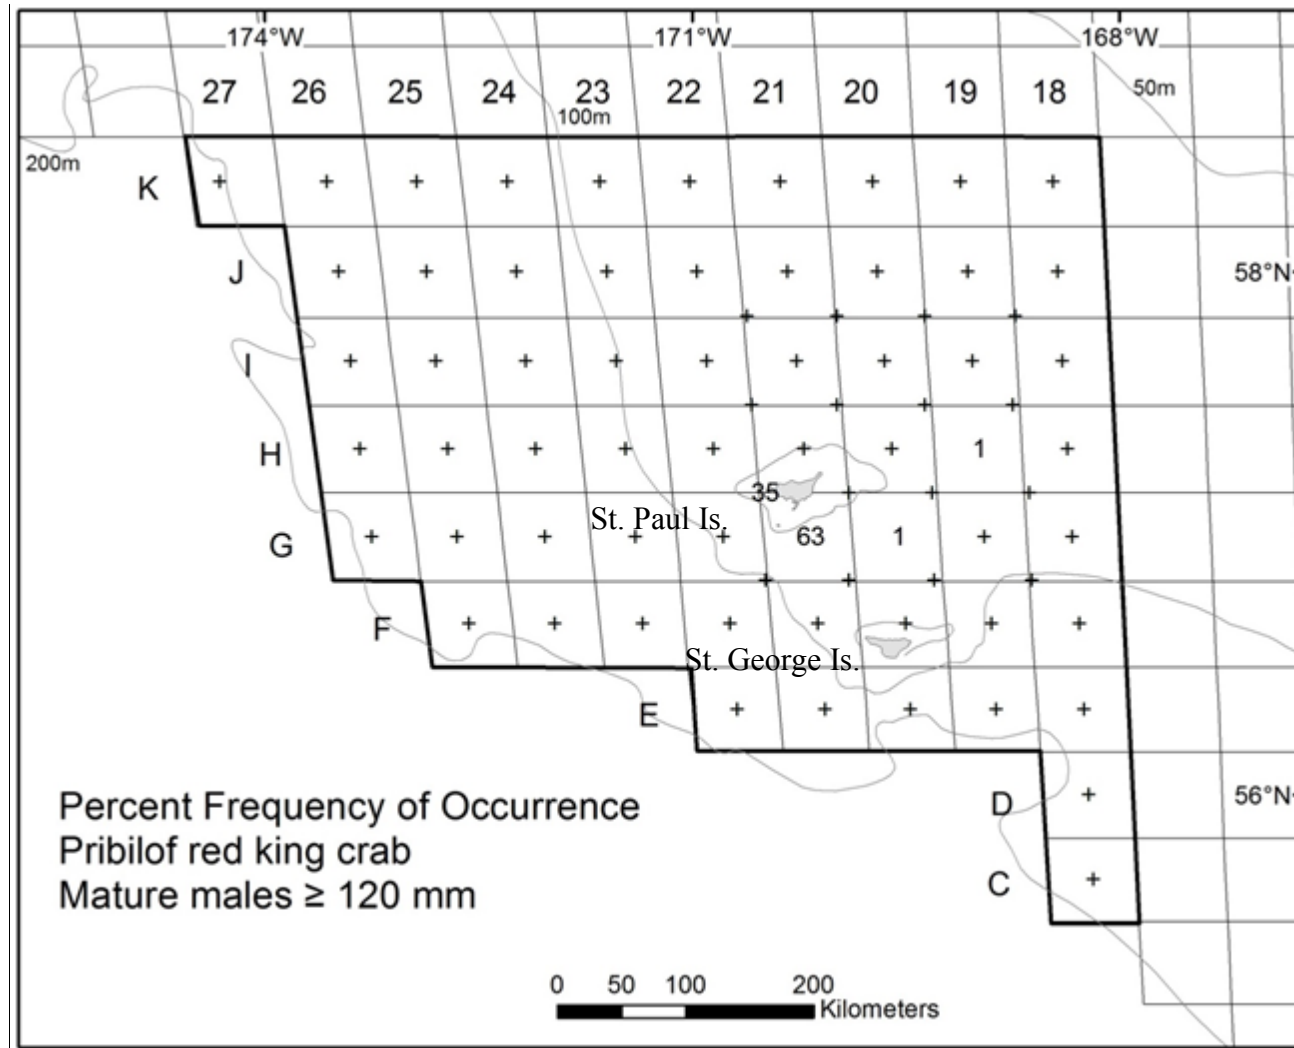 174°W 171°W 168°W
27 26 25 24 23 22 21 20 19 18
50m
100m
200m
K
J
58°N
I
H
1
35
St. Paul Is.
G
63 1
F
St. George Is.
E
Percent Frequency of Occurrence
Pribilof red king crab
Mature males ≥ 120 mm
D
56°N
C
0 50 100 200
Kilometers